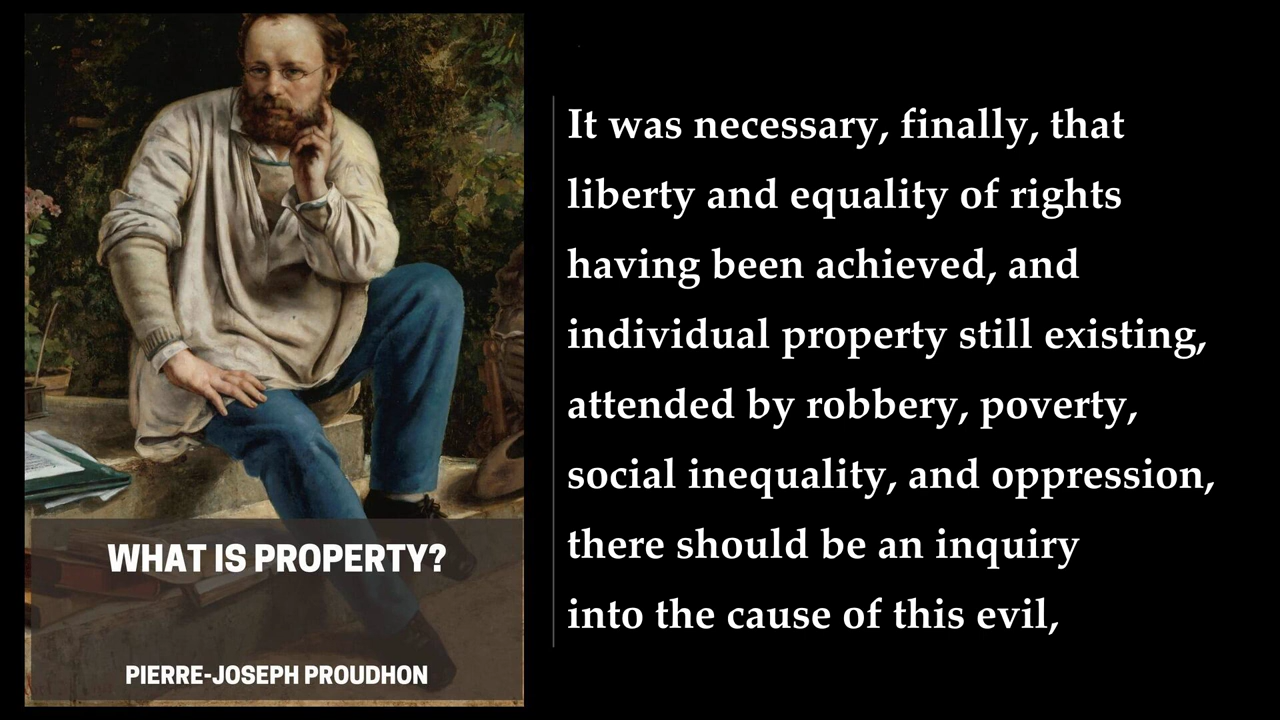 WHAT IS PROPERTY?
PIERRE-JOSEPH PROUDHON
It was necessary, finally, that
liberty and equality of rights
having been achieved, and
individual property still existing,
attended by robbery, poverty,
social inequality, and oppression,
there should be an inquiry
into the cause of this evil,